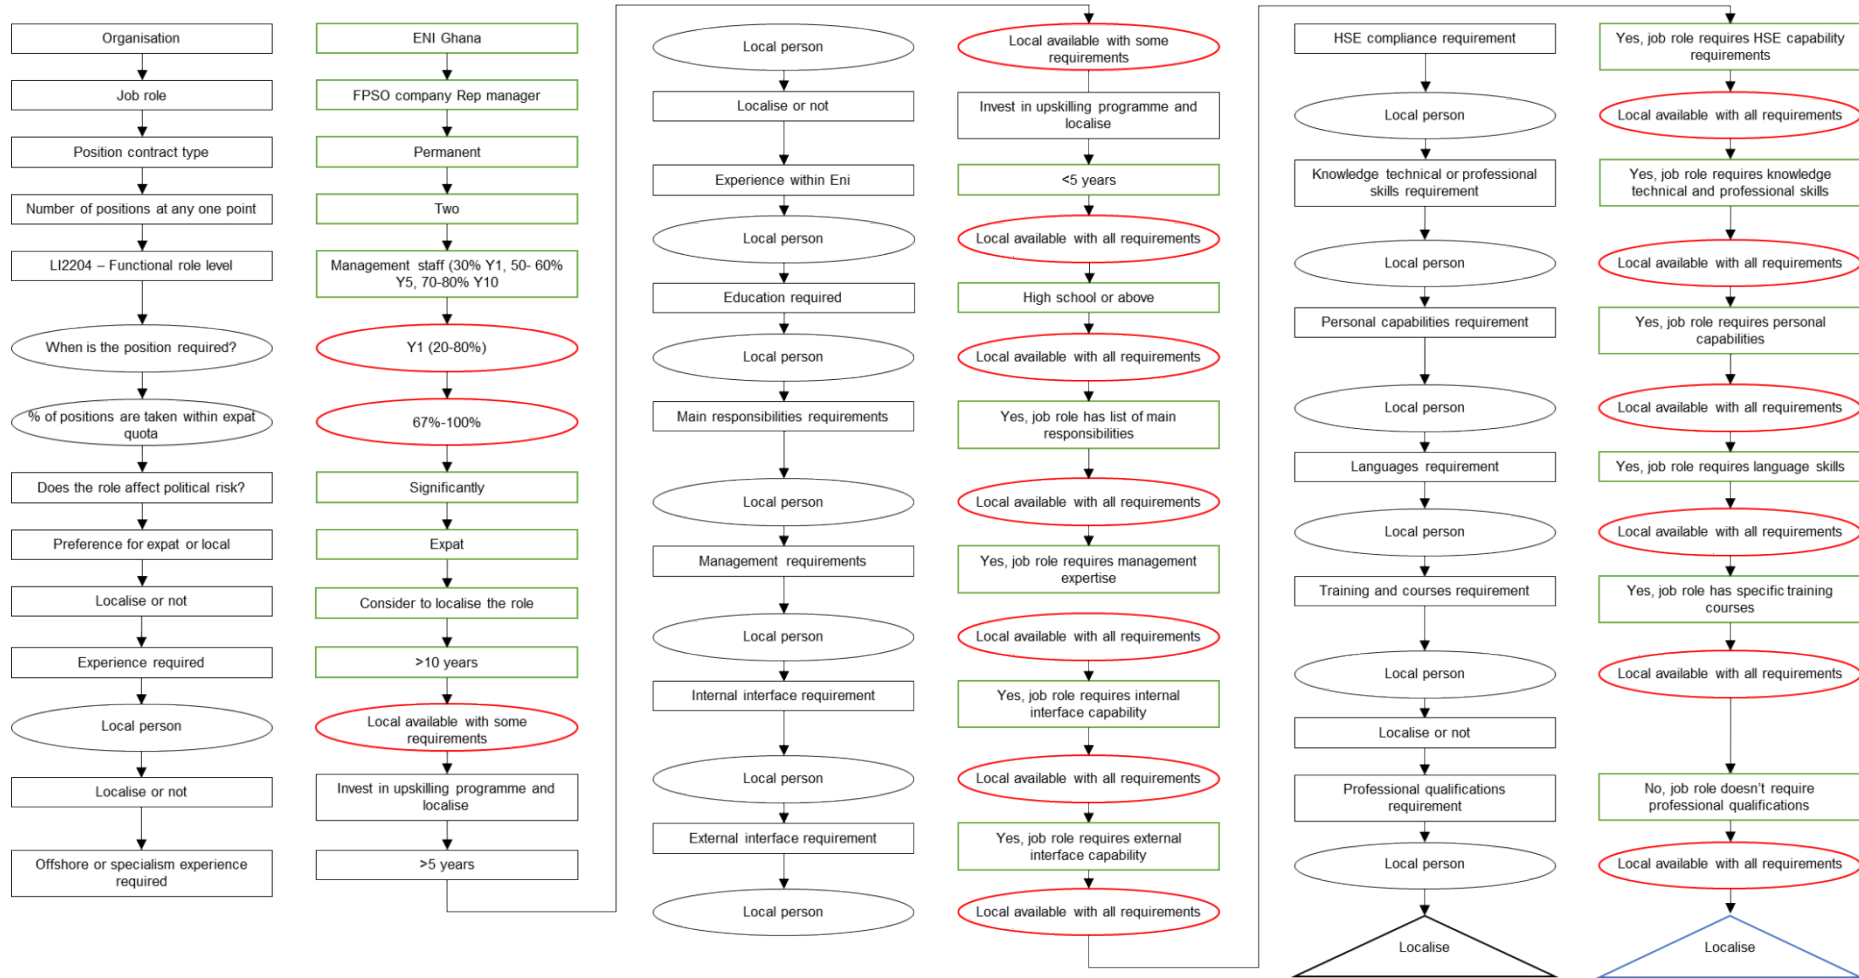 Organisation
Job role
Position contract type
Number of positions at any one point
LI2204 – Functional role level
When is the position required?
% of positions are taken within expat
quota
Does the role affect political risk?
Preference for expat or local
Localise or not
Experience required
Local person
Localise or not
Offshore or specialism experience
required
ENI Ghana
FPSO company Rep manager
Permanent
Two
Management staff (30% Y1, 50- 60%
Y5, 70-80% Y10
Y1 (20-80%)
67%-100%
Significantly
Expat
Consider to localise the role
>10 years
Local available with some
requirements
Invest in upskilling programme and
localise
>5 years
Local person
Localise or not
Experience within Eni
Local person
Education required
Local person
Main responsibilities requirements
Local person
Management requirements
Local person
Internal interface requirement
Local person
External interface requirement
Local person
Local available with some
requirements
Invest in upskilling programme and
localise
<5 years
Local available with all requirements
High school or above
Local available with all requirements
Yes, job role has list of main
responsibilities
Local available with all requirements
Yes, job role requires management
expertise
Local available with all requirements
Yes, job role requires internal
interface capability
Local available with all requirements
Yes, job role requires external
interface capability
Local available with all requirements
HSE compliance requirement
Local person
Knowledge technical or professional
skills requirement
Local person
Personal capabilities requirement
Local person
Languages requirement
Local person
Training and courses requirement
Local person
Localise or not
Professional qualifications
requirement
Local person
Localise
Yes, job role requires HSE capability
requirements
Local available with all requirements
Yes, job role requires knowledge
technical and professional skills
Local available with all requirements
Yes, job role requires personal
capabilities
Local available with all requirements
Yes, job role requires language skills
Local available with all requirements
Yes, job role has specific training
courses
Local available with all requirements
No, job role doesn't require
professional qualifications
Local available with all requirements
Localise